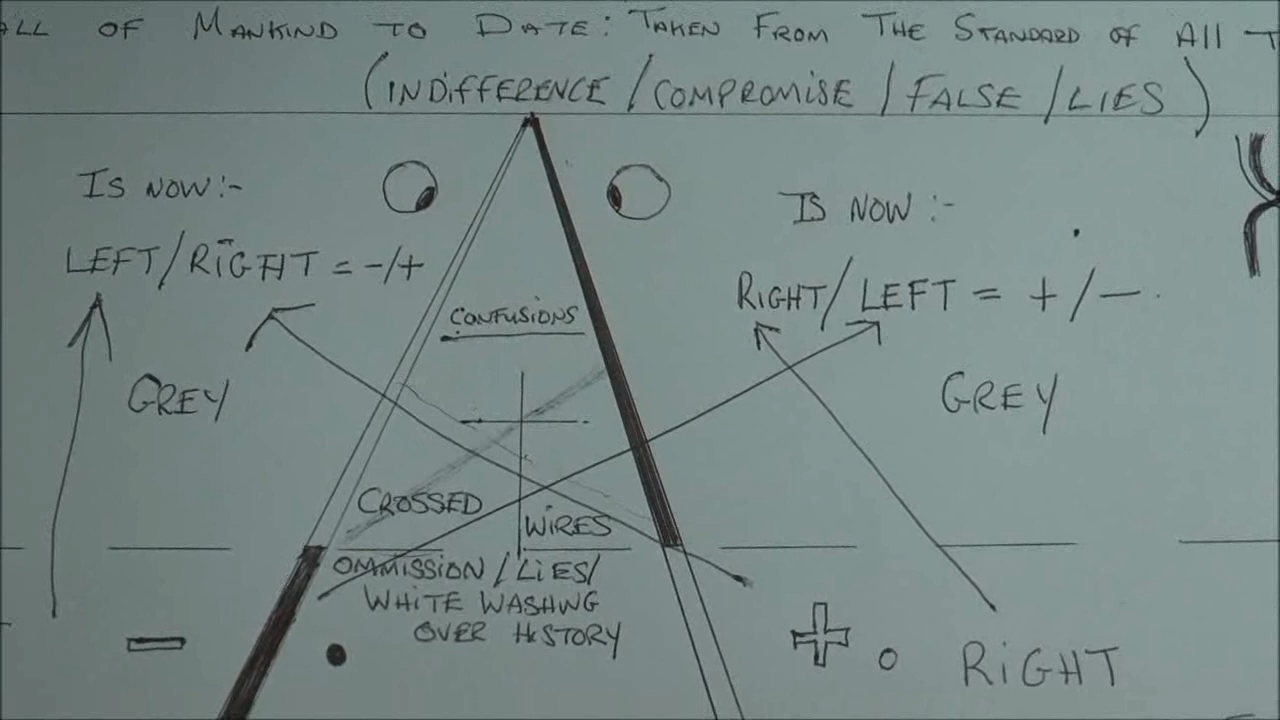 ALL OF MANKIND TO DATE: TAKEN FROM THE STANDARD OF All T
(INDIFFERENCE / COMPROMISE / FALSE / LIES)
IS NOW :-
IS NOW :-
LEFT/RIGHT = -/+
RIGHT/LEFT = +/-
CONFUSIONS
GREY
GREY
CROSSED
WIRES
OMMISSION / LIES/
WHITE WASHING
OVER HISTORY
RIGHT